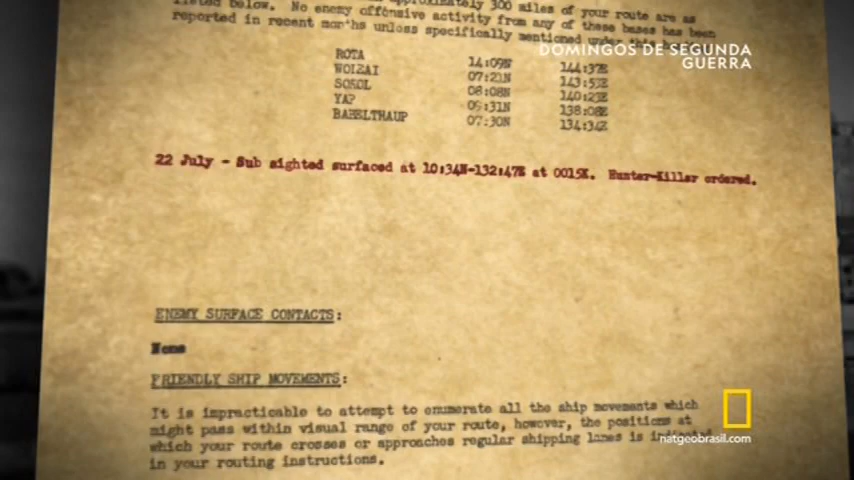 approximately 300 miles of your route are as
listed below. No enemy offensive activity from any of these bases has been
reported in recent months unless specifically mentioned under this
DOMINGOS DE SEGUNDA
GUERRA
ROTA 14:09N 144:37E
WOLEAI 07:21N 143:53E
SOSOL 08:08N 140:23E
YAP 09:31N 138:08E
BABELTHAUP 07:30N 134:34E
22 July - Sub sighted surfaced at 10:34N-132:47E at 0015K. Hunter-Killer ordered.
ENEMY SURFACE CONTACTS:
None
FRIENDLY SHIP MOVEMENTS:
It is impracticable to attempt to enumerate all the ship movements which
might pass within visual range of your route, however, the positions at
which your route crosses or approaches regular shipping lanes is indicated
in your routing instructions.
natgeobrasil.com